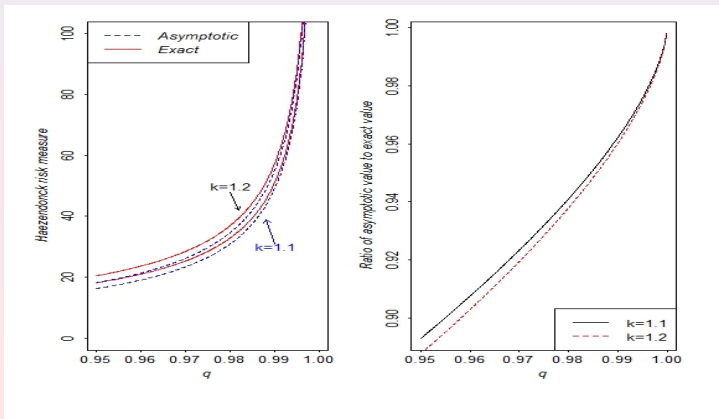 Haezendonck risk measure
100
80
60
40
20
0
Asymptotic
Exact
k=1.2
k=1.1
0.95 0.96 0.97 0.98 0.99 1.00
q
Ratio of asymptotic value to exact value
1.00
0.98
0.96
0.94
0.92
0.90
k=1.1
k=1.2
0.95 0.96 0.97 0.98 0.99 1.00
q